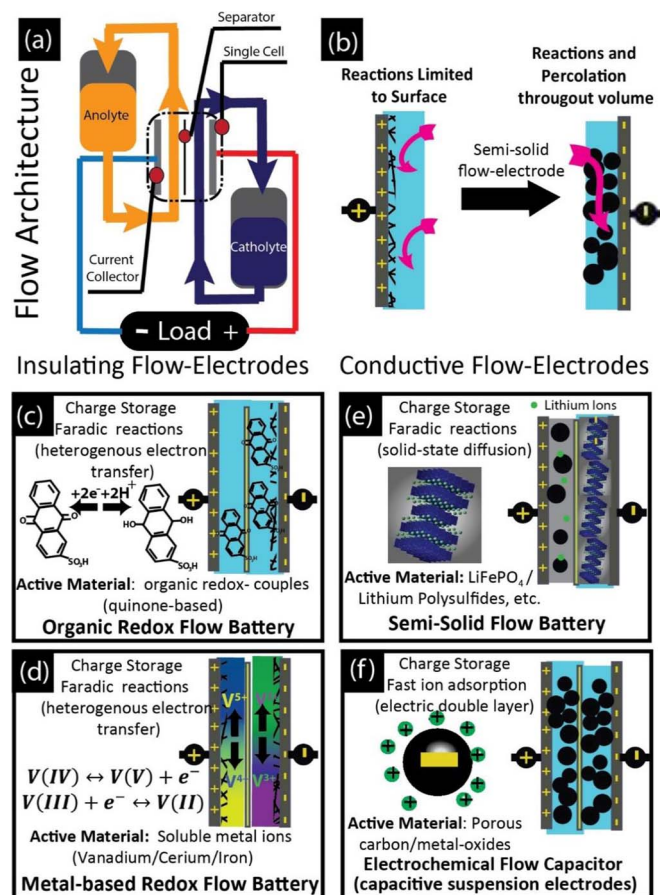 (a)
Flow Architecture
Separator
Single Cell
Anolyte
Catholyte
Current
Collector
- Load +
(b)
Reactions Limited
to Surface
Reactions and
Percolation
througout volume
Semi-solid
flow-electrode
+
-
Insulating Flow-Electrodes
Conductive Flow-Electrodes
(c)
Charge Storage
Faradic reactions
(heterogenous electron
transfer)
+2e⁻+2H⁺
O
O
HO
OH
SO₃H
SO₃H
+
-
Active Material: organic redox- couples
(quinone-based)
Organic Redox Flow Battery
(e)
Lithium Ions
Charge Storage
Faradic reactions
(solid-state diffusion)
+
-
Active Material: LiFePO₄/
Lithium Polysulfides, etc.
Semi-Solid Flow Battery
(d)
Charge Storage
Faradic reactions
(heterogenous electron
transfer)
V⁵⁺
V⁴⁺
V³⁺
+
-
V(IV) ↔ V(V) + e⁻
V(III) + e⁻ ↔ V(II)
Active Material: Soluble metal ions
(Vanadium/Cerium/Iron)
Metal-based Redox Flow Battery
(f)
Charge Storage
Fast ion adsorption
(electric double layer)
+
-
Active Material: Porous
carbon/metal-oxides
Electrochemical Flow Capacitor
(capacitive suspension electrodes)